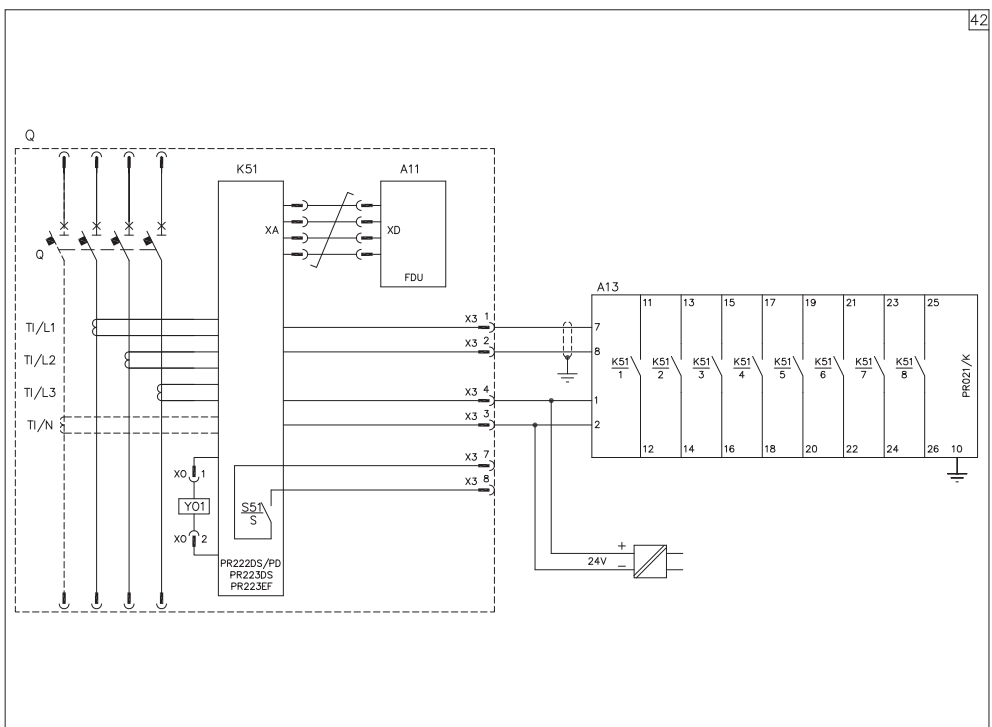 42
Q
K51
A11
XA
XD
Q
FDU
A13
TI/L1
TI/L2
TI/L3
TI/N
X3 1
X3 2
X3 4
X3 3
X3 7
X3 8
7
8
1
2
11 13 15 17 19 21 23 25
K51 K51 K51 K51 K51 K51 K51 K51
1 2 3 4 5 6 7 8
PR021/K
12 14 16 18 20 22 24 26 10
X0 1
Y01
X0 2
S51
S
PR222DS/PD
PR223DS
PR223EF
+
24V
−